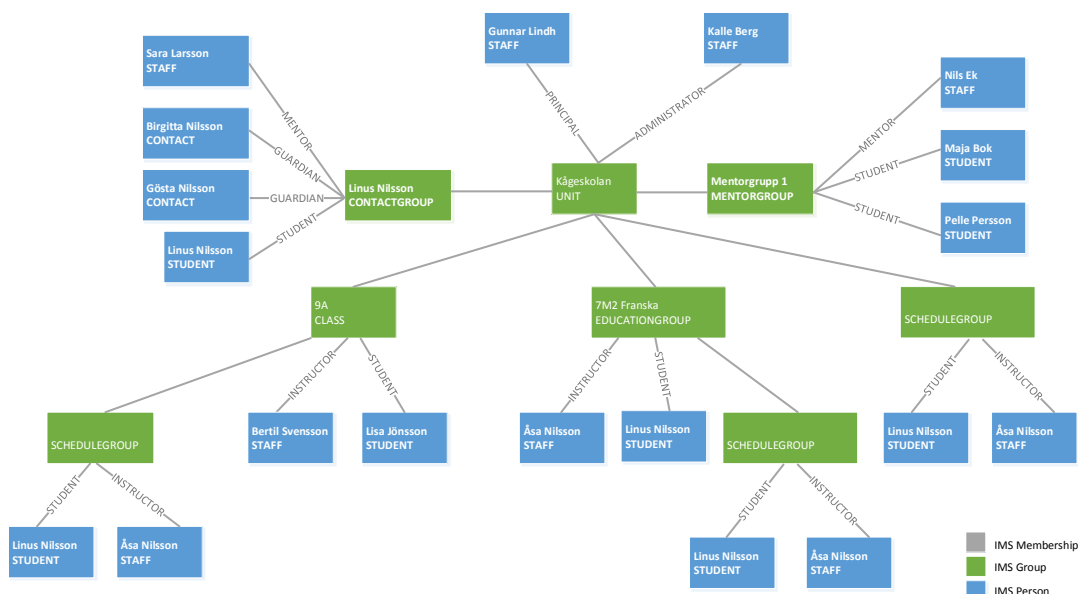 Gunnar Lindh
STAFF
Kalle Berg
STAFF
Sara Larsson
STAFF
Nils Ek
STAFF
PRINCIPAL
ADMINISTRATOR
MENTOR
MENTOR
Birgitta Nilsson
CONTACT
GUARDIAN
Maja Bok
STUDENT
STUDENT
Gösta Nilsson
CONTACT
GUARDIAN
Linus Nilsson
CONTACTGROUP
Kågeskolan
UNIT
Mentorgrupp 1
MENTORGROUP
STUDENT
Pelle Persson
STUDENT
STUDENT
Linus Nilsson
STUDENT
9A
CLASS
7M2 Franska
EDUCATIONGROUP
SCHEDULEGROUP
INSTRUCTOR
STUDENT
INSTRUCTOR
STUDENT
STUDENT
INSTRUCTOR
SCHEDULEGROUP
Bertil Svensson
STAFF
Lisa Jönsson
STUDENT
Åsa Nilsson
STAFF
Linus Nilsson
STUDENT
SCHEDULEGROUP
Linus Nilsson
STUDENT
Åsa Nilsson
STAFF
STUDENT
INSTRUCTOR
STUDENT
INSTRUCTOR
Linus Nilsson
STUDENT
Åsa Nilsson
STAFF
Linus Nilsson
STUDENT
Åsa Nilsson
STAFF
IMS Membership
IMS Group
IMS Person